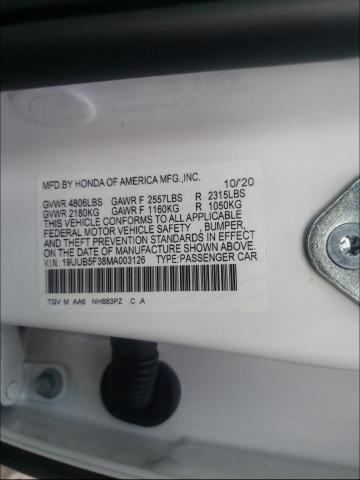 MFD.BY HONDA OF AMERICA MFG.,INC. 10/'20
GVWR 4806LBS GAWR F 2557LBS R 2315LBS
GVWR 2180KG GAWR F 1160KG R 1050KG
THIS VEHICLE CONFORMS TO ALL APPLICABLE
FEDERAL MOTOR VEHICLE SAFETY , BUMPER,
AND THEFT PREVENTION STANDARDS IN EFFECT
ON THE DATE OF MANUFACTURE SHOWN ABOVE.
V.I.N.: 19UUB5F38MA003126 TYPE:PASSENGER CAR
TGV M AA6 NH883PZ .C .A